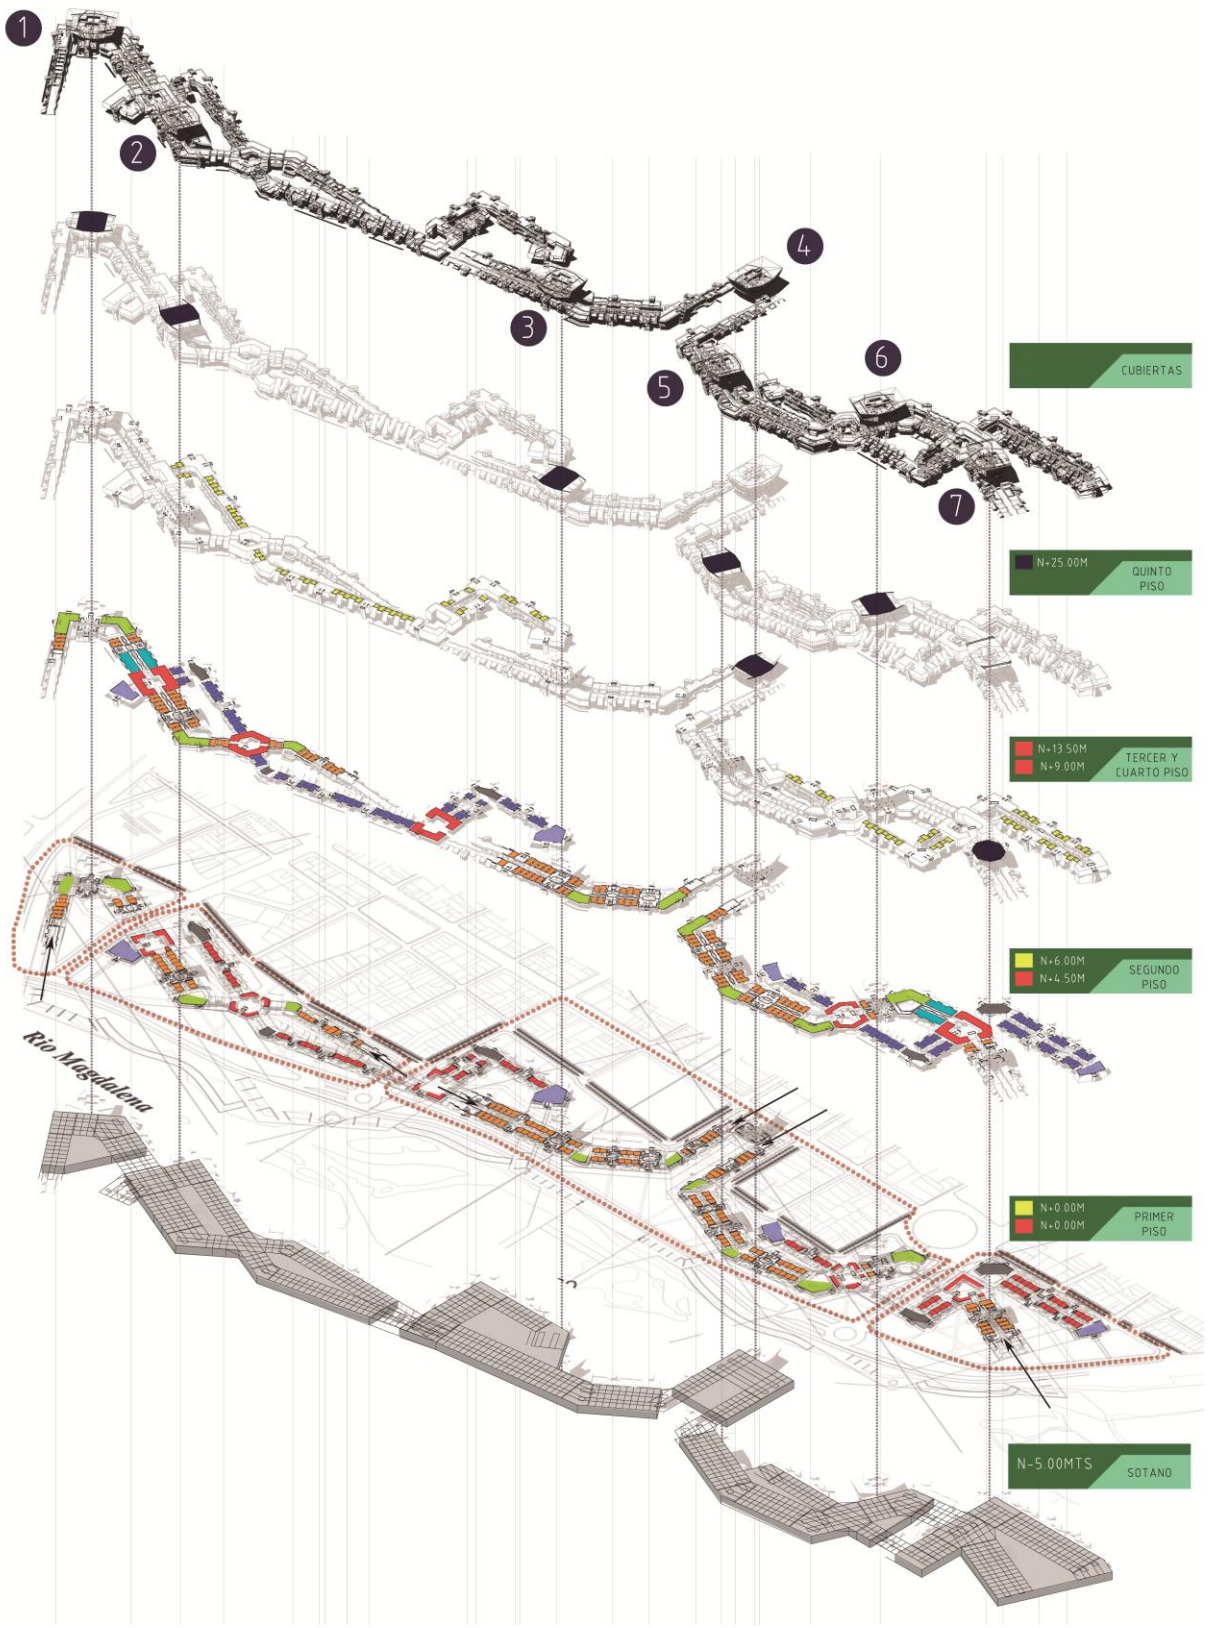 1
2
3
4
5
6
7
CUBIERTAS
N+25.00M
QUINTO
PISO
N+13.50M
N+9.00M
TERCER Y
CUARTO PISO
N+6.00M
N+4.50M
SEGUNDO
PISO
Rio Magdalena
N+0.00M
N+0.00M
PRIMER
PISO
N-5.00MTS
SOTANO